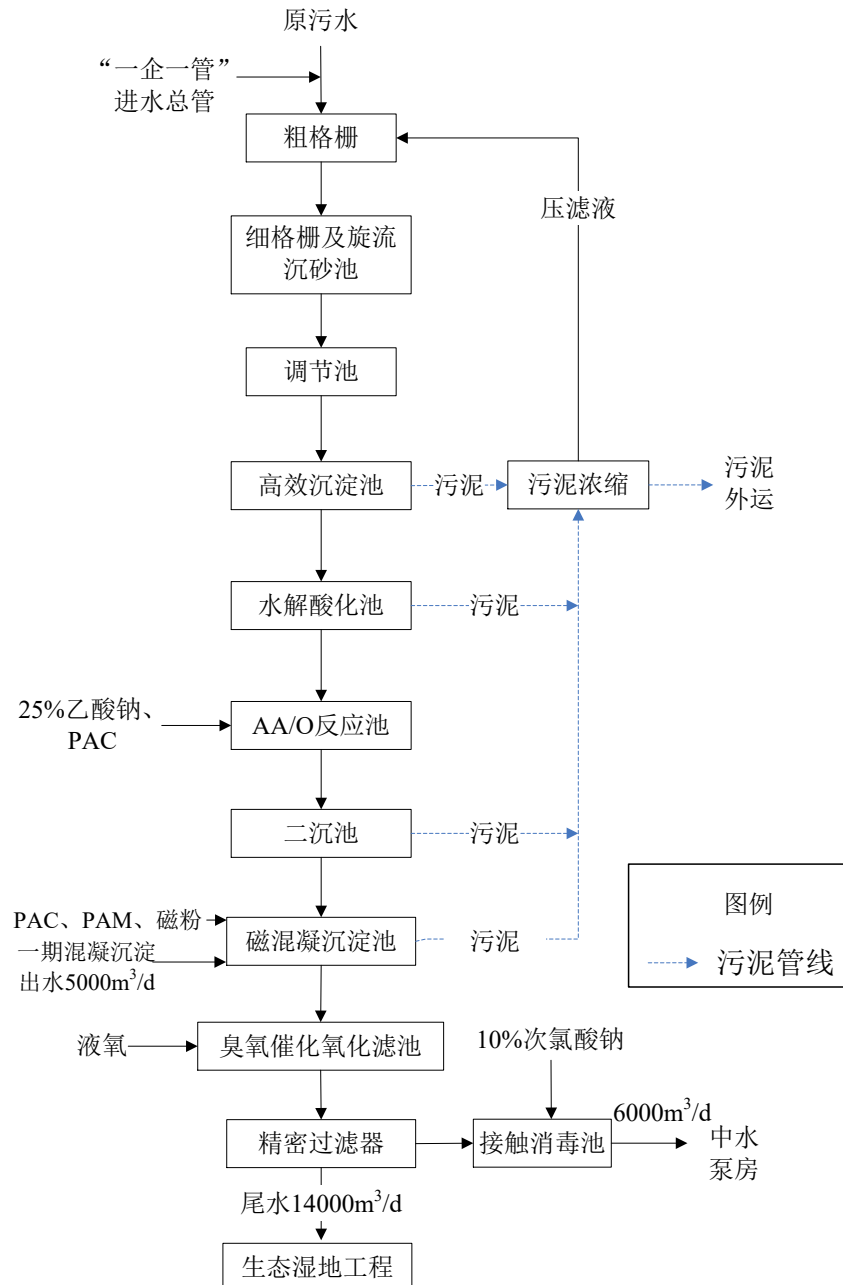 原污水
“一企一管”
进水总管
粗格栅
压滤液
细格栅及旋流
沉砂池
调节池
高效沉淀池
污泥
污泥浓缩
污泥
外运
水解酸化池
污泥
25%乙酸钠、
PAC
AA/O反应池
二沉池
污泥
PAC、PAM、磁粉
一期混凝沉淀
出水5000m³/d
磁混凝沉淀池
污泥
图例
污泥管线
液氧
臭氧催化氧化滤池
10%次氯酸钠
精密过滤器
接触消毒池
6000m³/d
中水
泵房
尾水14000m³/d
生态湿地工程